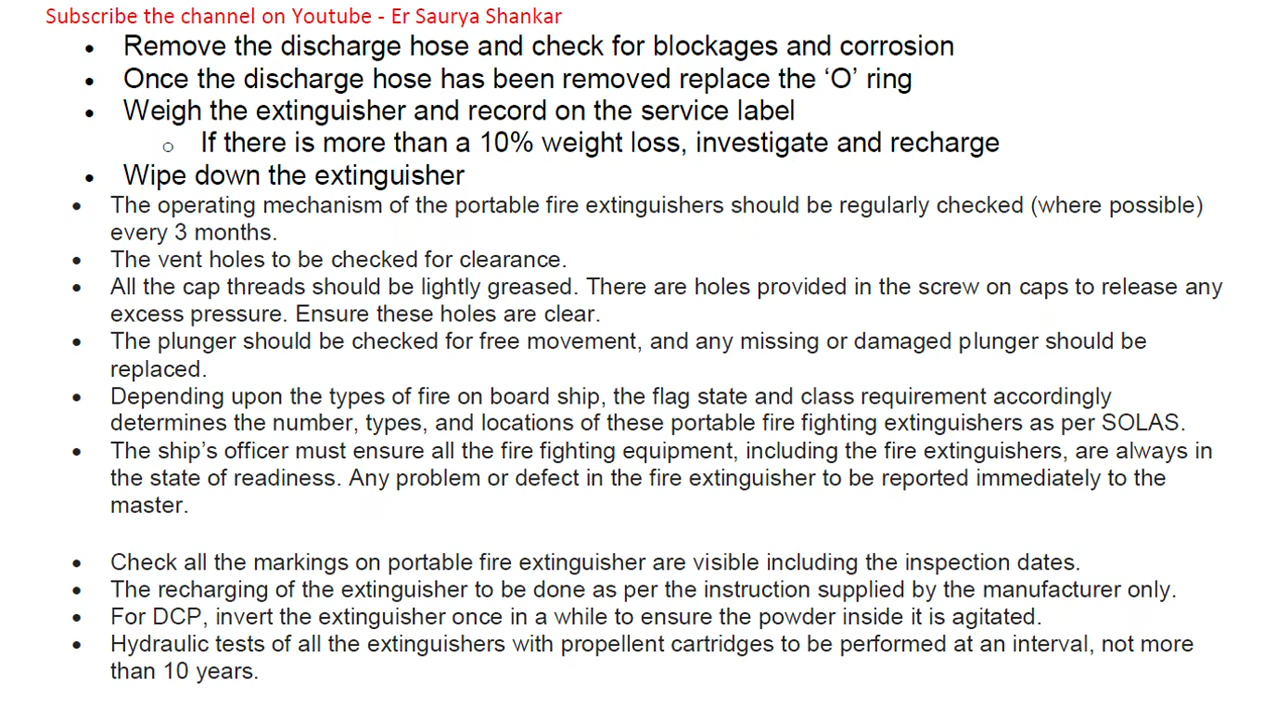 Subscribe the channel on Youtube - Er Saurya Shankar
• Remove the discharge hose and check for blockages and corrosion
• Once the discharge hose has been removed replace the ‘O’ ring
• Weigh the extinguisher and record on the service label
○ If there is more than a 10% weight loss, investigate and recharge
• Wipe down the extinguisher
• The operating mechanism of the portable fire extinguishers should be regularly checked (where possible)
every 3 months.
• The vent holes to be checked for clearance.
• All the cap threads should be lightly greased. There are holes provided in the screw on caps to release any
excess pressure. Ensure these holes are clear.
• The plunger should be checked for free movement, and any missing or damaged plunger should be
replaced.
• Depending upon the types of fire on board ship, the flag state and class requirement accordingly
determines the number, types, and locations of these portable fire fighting extinguishers as per SOLAS.
• The ship’s officer must ensure all the fire fighting equipment, including the fire extinguishers, are always in
the state of readiness. Any problem or defect in the fire extinguisher to be reported immediately to the
master.
• Check all the markings on portable fire extinguisher are visible including the inspection dates.
• The recharging of the extinguisher to be done as per the instruction supplied by the manufacturer only.
• For DCP, invert the extinguisher once in a while to ensure the powder inside it is agitated.
• Hydraulic tests of all the extinguishers with propellent cartridges to be performed at an interval, not more
than 10 years.